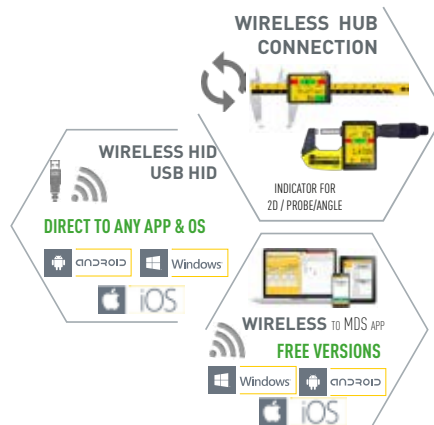 WIRELESS HUB
CONNECTION
INDICATOR FOR
2D / PROBE/ANGLE
WIRELESS HID
USB HID
DIRECT TO ANY APP & OS
android
Windows
iOS
WIRELESS TO MDS APP
FREE VERSIONS
Windows
android
iOS